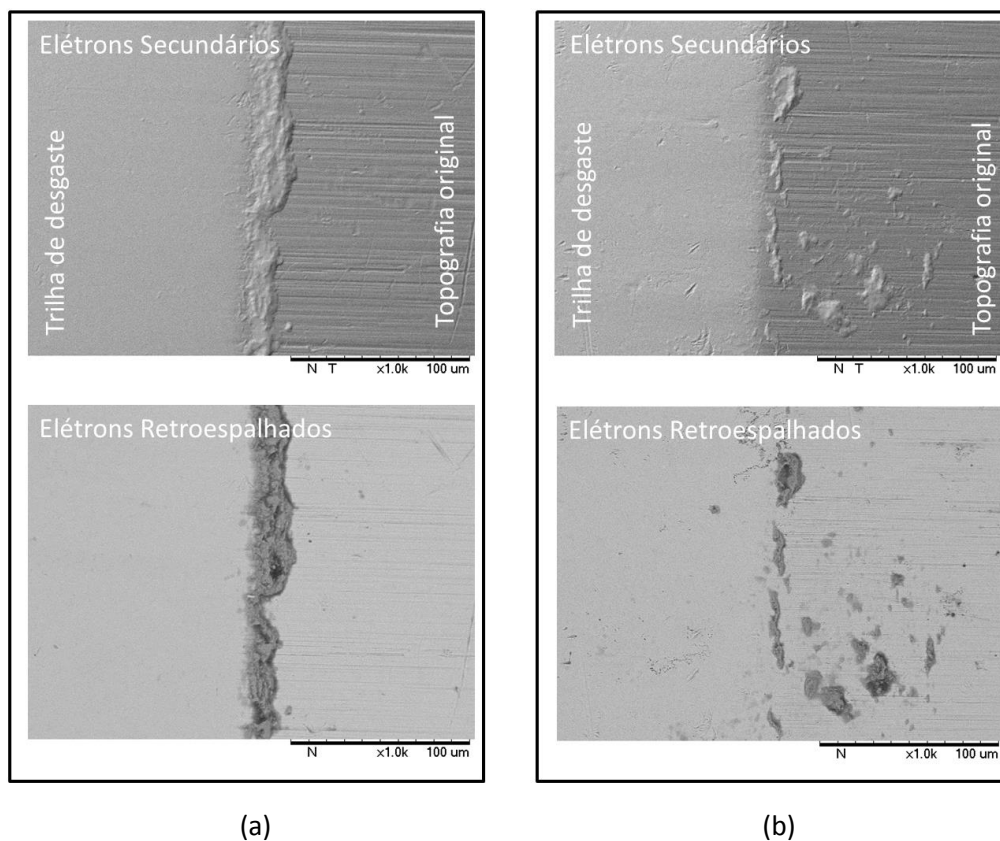 Elétrons Secundários
Trilha de desgaste
Topografia original
N T x1.0k 100 um
Elétrons Retroespalhados
N x1.0k 100 um
(a)
Elétrons Secundários
Trilha de desgaste
Topografia original
N T x1.0k 100 um
Elétrons Retroespalhados
N x1.0k 100 um
(b)